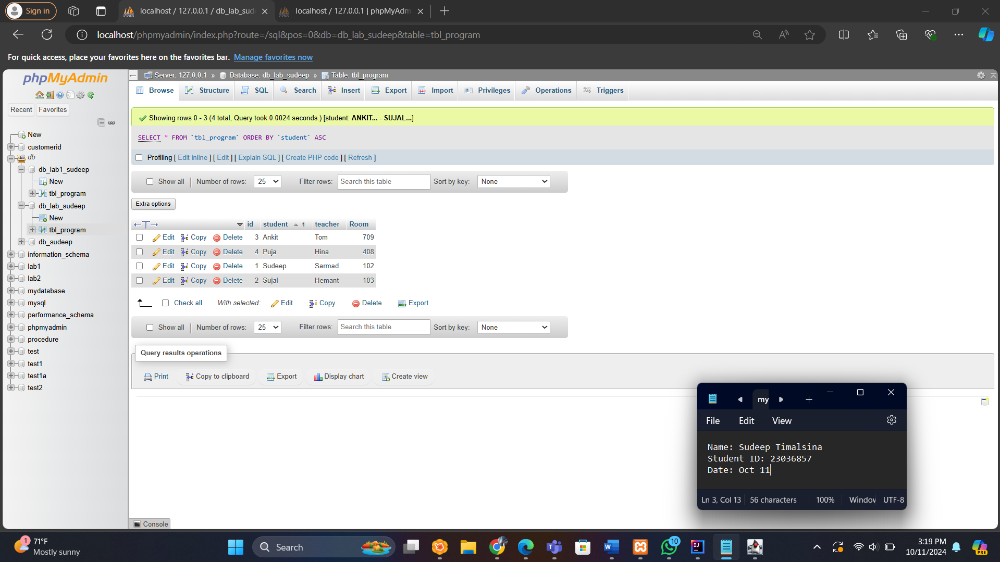 Sign in
localhost / 127.0.0.1 / db_lab_sud
localhost / 127.0.0.1 | phpMyAdm
localhost/phpmyadmin/index.php?route=/sql&pos=0&db=db_lab_sudeep&table=tbl_program
For quick access, place your favorites here on the favorites bar. Manage favorites now
phpMyAdmin
Recent Favorites
New
customerid
db
db_lab1_sudeep
New
tbl_program
db_lab_sudeep
New
tbl_program
db_sudeep
information_schema
lab1
lab2
mydatabase
mysql
performance_schema
phpmyadmin
procedure
test
test1
test1a
test2
Server: 127.0.0.1 » Database: db_lab_sudeep » Table: tbl_program
Browse Structure SQL Search Insert Export Import Privileges Operations Triggers
Showing rows 0 - 3 (4 total, Query took 0.0024 seconds.) [student: ANKIT... - SUJAL...]
SELECT * FROM `tbl_program` ORDER BY `student` ASC
Profiling [ Edit inline ] [ Edit ] [ Explain SQL ] [ Create PHP code ] [ Refresh ]
Show all | Number of rows: 25 Filter rows: Search this table Sort by key: None
Extra options
id student 1 teacher Room
Edit Copy Delete 3 Ankit Tom 709
Edit Copy Delete 4 Puja Hina 408
Edit Copy Delete 1 Sudeep Sarmad 102
Edit Copy Delete 2 Sujal Hemant 103
Check all With selected: Edit Copy Delete Export
Show all | Number of rows: 25 Filter rows: Search this table Sort by key: None
Query results operations
Print Copy to clipboard Export Display chart Create view
Console
my
File Edit View
Name: Sudeep Timalsina
Student ID: 23036857
Date: Oct 11
Ln 3, Col 13 56 characters 100% Window UTF-8
1
71°F
Mostly sunny
Search
10
3:19 PM
10/11/2024
PRE